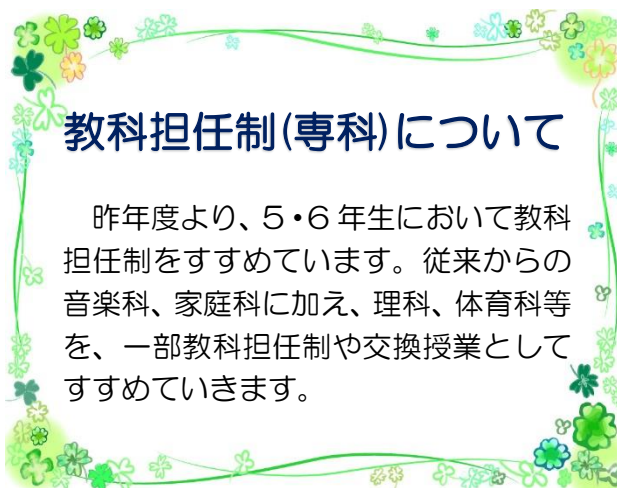 教科担任制(専科)について
　昨年度より、５・６年生において教科
担任制をすすめています。従来からの
音楽科、家庭科に加え、理科、体育科等
を、一部教科担任制や交換授業として
すすめていきます。